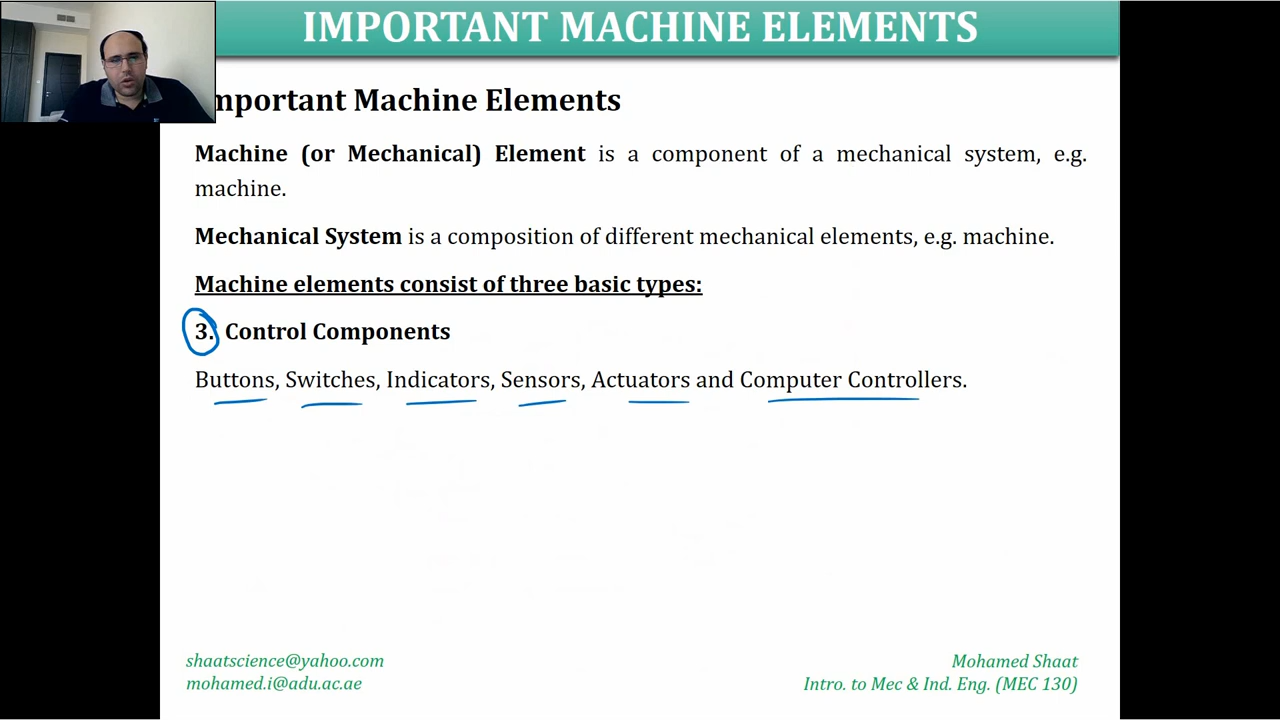 IMPORTANT MACHINE ELEMENTS
mportant Machine Elements
Machine (or Mechanical) Element is a component of a mechanical system, e.g.
machine.
Mechanical System is a composition of different mechanical elements, e.g. machine.
Machine elements consist of three basic types:
3. Control Components
Buttons, Switches, Indicators, Sensors, Actuators and Computer Controllers.
shaatscience@yahoo.com
mohamed.i@adu.ac.ae
Mohamed Shaat
Intro. to Mec & Ind. Eng. (MEC 130)